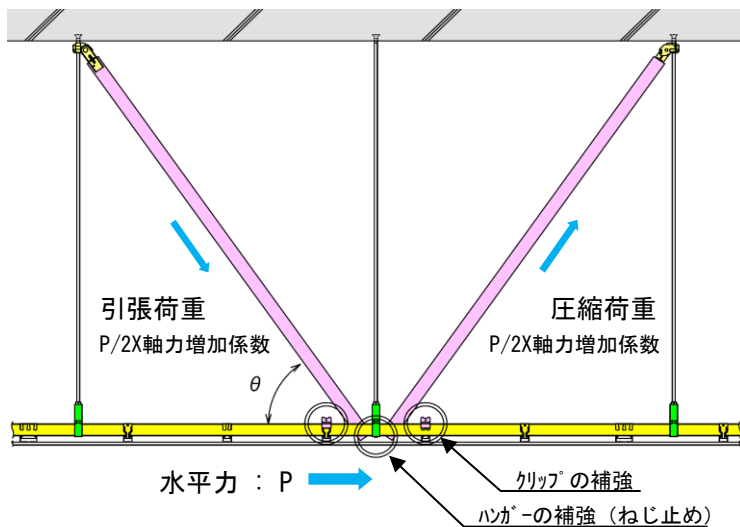 引張荷重
P/2X軸力増加係数
圧縮荷重
P/2X軸力増加係数
θ
水平力 : P
ｸﾘｯﾌﾟの補強
ﾊﾝｶﾞｰの補強（ねじ止め）